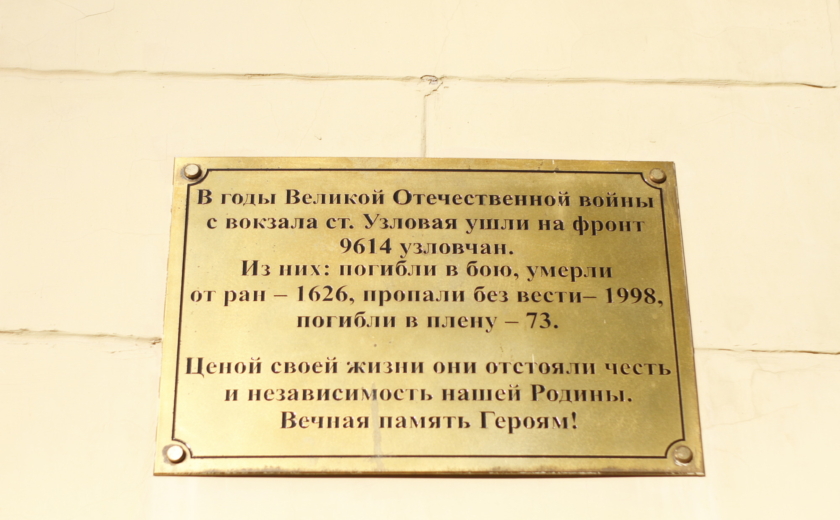 В годы Великой Отечественной войны
с вокзала ст. Узловая ушли на фронт
9614 узловчан.
Из них: погибли в бою, умерли
от ран – 1626, пропали без вести– 1998,
погибли в плену – 73.
Ценой своей жизни они отстояли честь
и независимость нашей Родины.
Вечная память Героям!